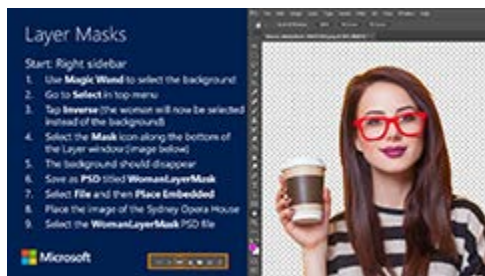 Layer Masks
Start: Right sidebar
1. Use Magic Wand to select the background
2. Go to Select in top menu
3. Tap Inverse (the woman will now be selected
instead of the background)
4. Select the Mask icon along the bottom of
the Layer window (image below)
5. The background should disappear
6. Save as PSD titled WomanLayerMask
7. Select File and then Place Embedded
8. Place the image of the Sydney Opera House
9. Select the WomanLayerMask PSD file
Microsoft